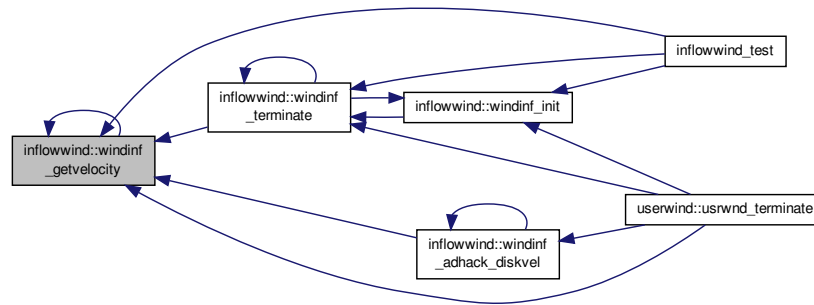 inflowwind::windinf
_getvelocity
inflowwind::windinf
_terminate
inflowwind::windinf_init
inflowwind_test
userwind::usrwnd_terminate
inflowwind::windinf
_adhack_diskvel